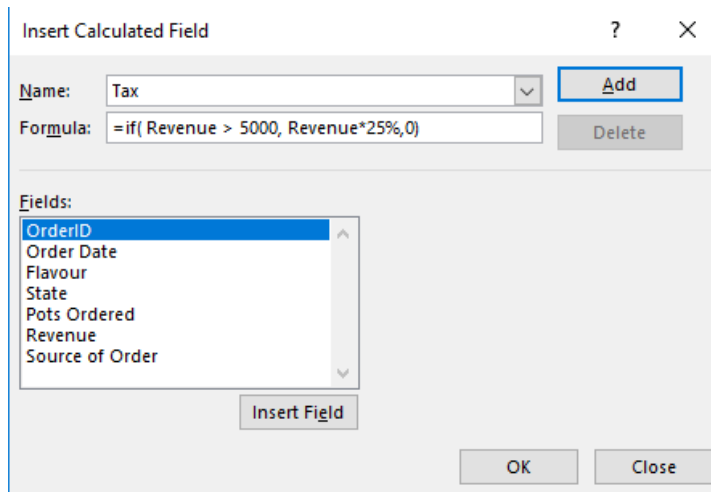 Insert Calculated Field ? ×
Name: Tax Add
Formula: =if( Revenue > 5000, Revenue*25%,0) Delete
Fields:
OrderID
Order Date
Flavour
State
Pots Ordered
Revenue
Source of Order
Insert Field
OK Close